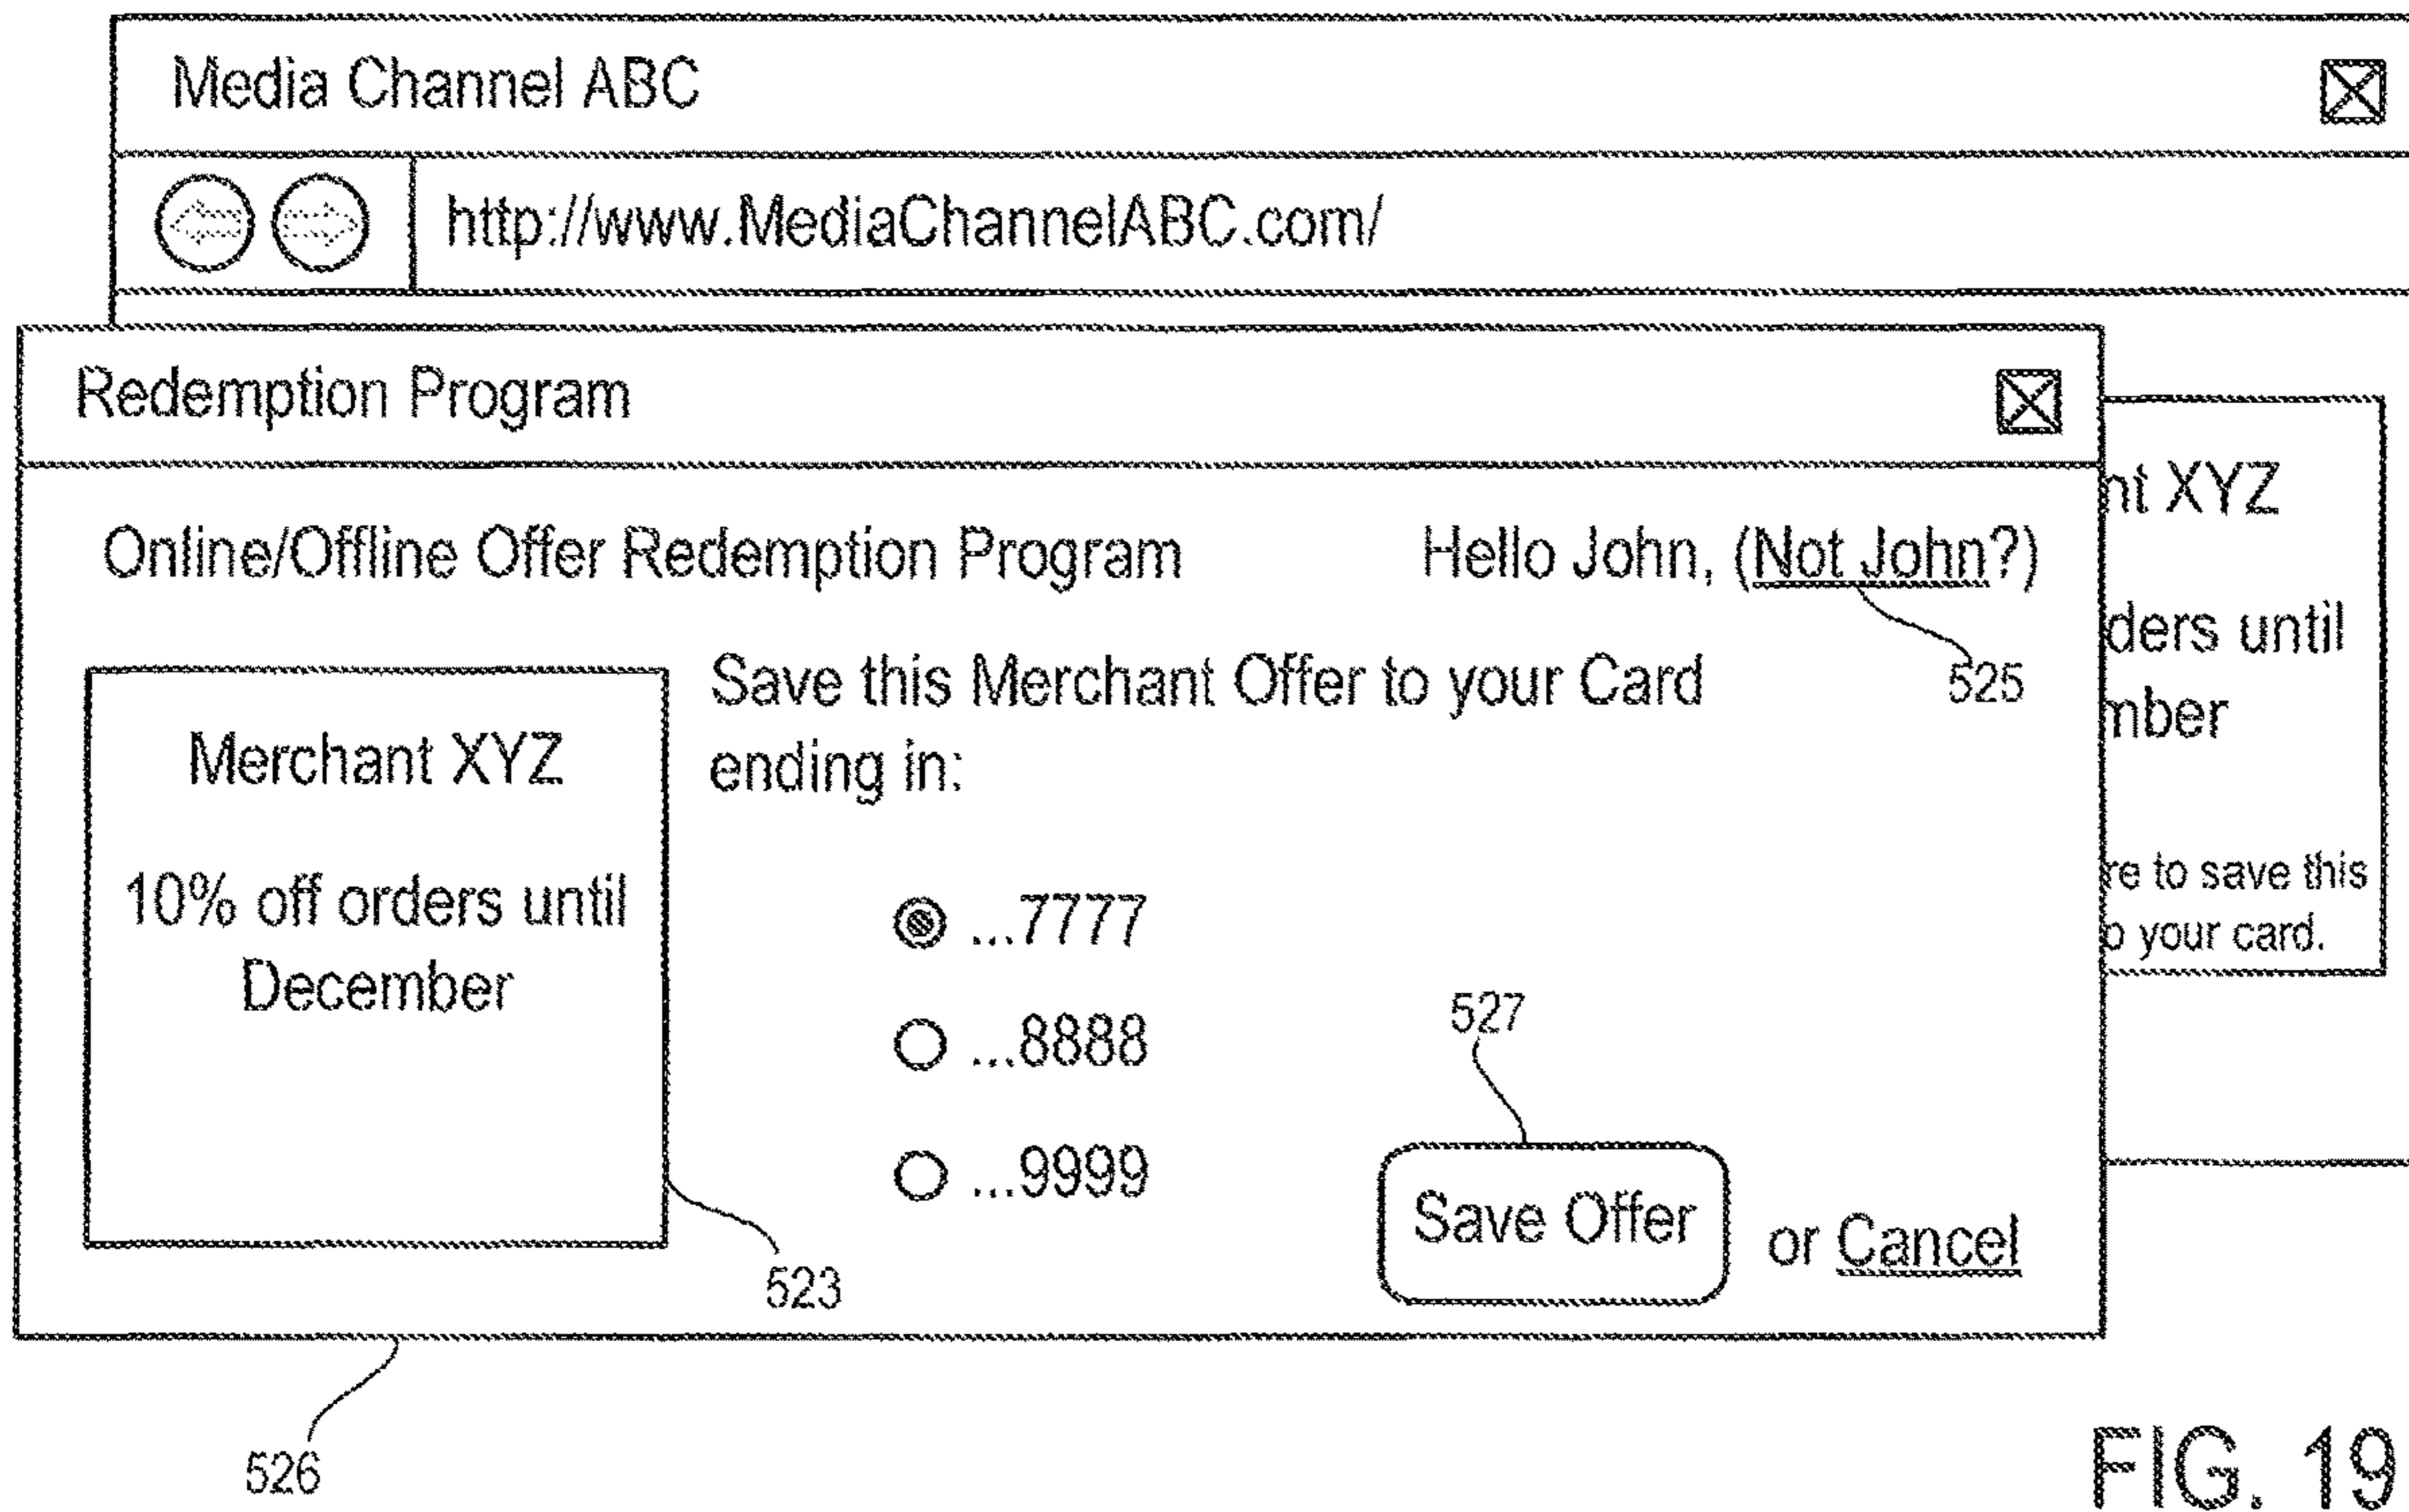 Media Channel ABC
http://www.MediaChannelABC.com/
Redemption Program
Online/Offline Offer Redemption Program
Hello John, (Not John?)
525
Merchant XYZ
10% off orders until
December
523
Save this Merchant Offer to your Card
ending in:
...7777
...8888
...9999
527
Save Offer
or Cancel
nt XYZ
ders until
mber
re to save this
o your card.
526
FIG. 19